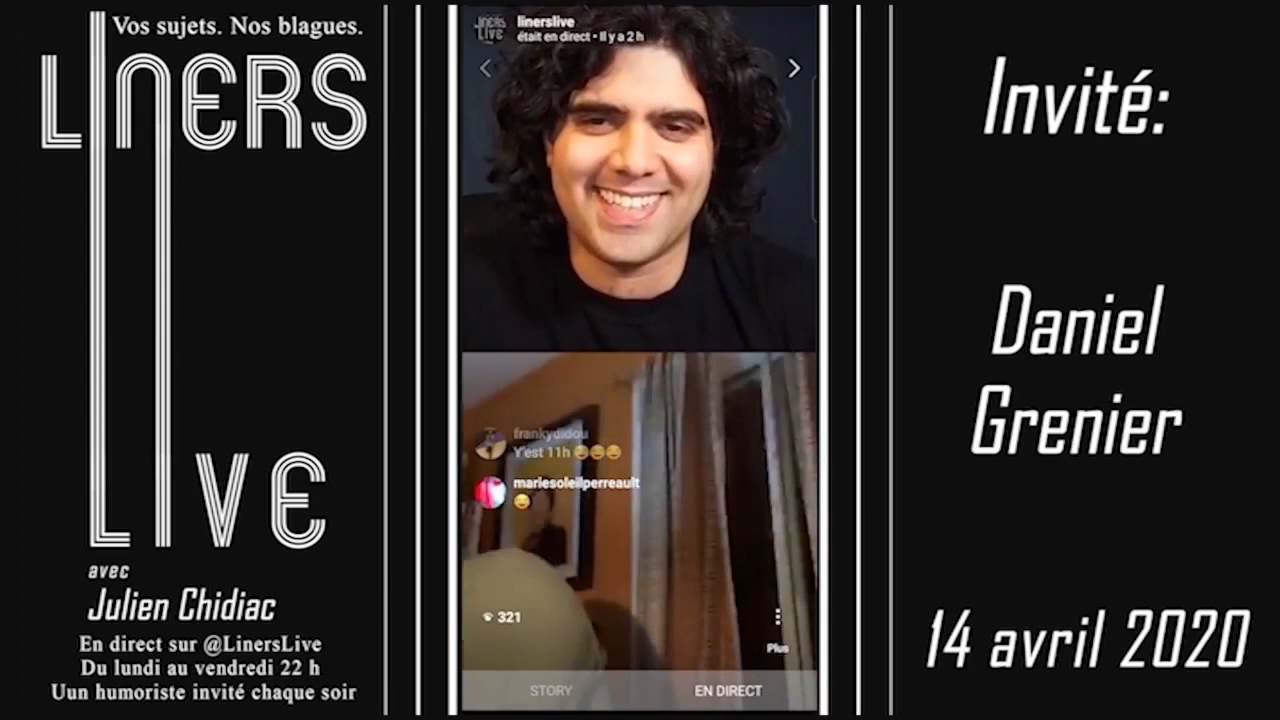 Vos sujets. Nos blagues.
LINERS
LIVE
avec
Julien Chidiac
En direct sur @LinersLive
Du lundi au vendredi 22 h
Uun humoriste invité chaque soir
LINERS
LIVE
linerslive
était en direct • Il y a 2 h
frankydidou
Y'est 11h 😂😂😂
mariesoleilperreault
😂
321
Plus
STORY
EN DIRECT
Invité:
Daniel
Grenier
14 avril 2020